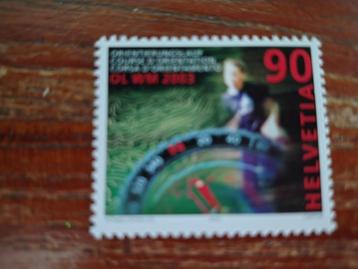 ORIENTIERUNGSLAUF
COURSE D'ORIENTATION
CORSA D'ORIENTAMENTO
OL WM 2003
90
HELVETIA